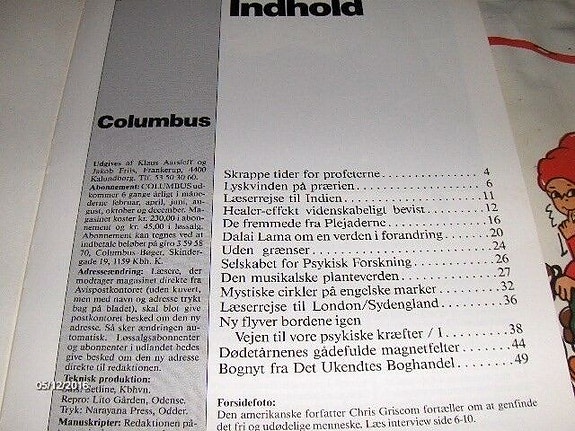 Indhold
Columbus
Udgives af Klaus Aarsleff og
Jakob Frits, Frankerup, 4400
Kalundborg. Tlf. 53 50 30 60.
Abonnement: COLUMBUS ud-
kommer 6 gange årligt i måne-
derne februar, april, juni, au-
gust, oktober og december. Ma-
gasinet koster kr. 230,00 i abon-
nement og kr. 45,00 i løssalg.
Abonnement kan tegnes ved at
indbetale beløbet på giro 3 59 58
70, Columbus-Bøger, Skinder-
gade 19, 1159 Kbh. K.
Adresseændring: Læsere, der
modtager magasinet direkte fra
Avispostkontoret (uden kuvert,
men med navn og adresse trykt
bag på bladet), skal blot give
postkontoret besked om den ny
adresse. Så sker ændringen au-
tomatisk. Løssalgsabonnenter
og abonnenter i udlandet bedes
give besked om den ny adresse
direkte til redaktionen.
Teknisk produktion:
Betline, Kbhvn.
Repro: Lito Gården, Odense.
Tryk: Narayana Press, Odder.
Manuskripter: Redaktionen på-
Skrappe tider for profeterne 4
Lyskvinden på prærien 6
Læserrejse til Indien 11
Healer-effekt videnskabeligt bevist 12
De fremmede fra Plejaderne 16
Dalai Lama om en verden i forandring 20
Uden grænser 24
Selskabet for Psykisk Forskning 26
Den musikalske planteverden 27
Mystiske cirkler på engelske marker 32
Læserrejse til London/Sydengland 36
Ny flyver bordene igen
Vejen til vore psykiske kræfter / 1 38
Dødetårnenes gådefulde magnetfelter 44
Bognyt fra Det Ukendtes Boghandel 49
Forsidefoto:
Den amerikanske forfatter Chris Griscom fortæller om at genfinde
det fri og udødelige menneske. Læs interview side 6-10.
05/12/2016